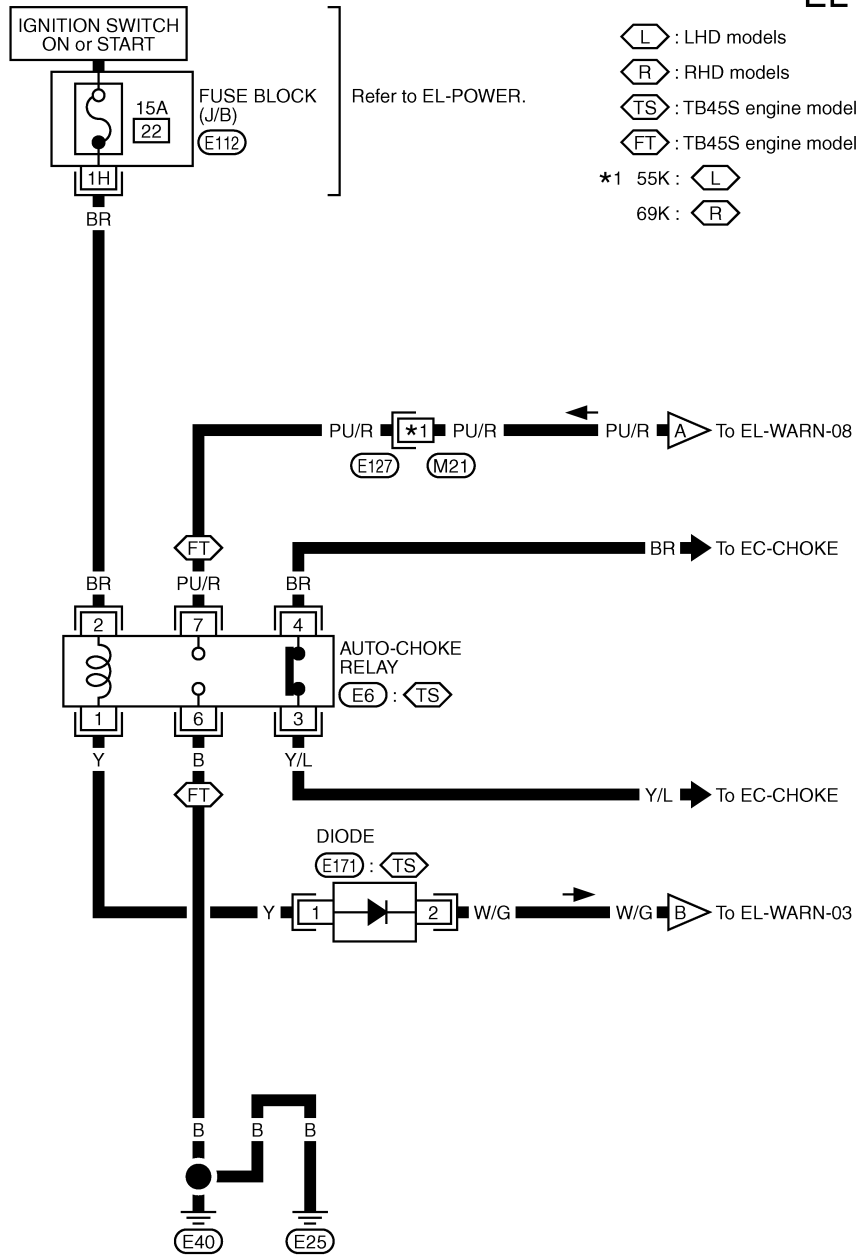 EL
IGNITION SWITCH
ON or START
15A
22
FUSE BLOCK
(J/B)
E112
Refer to EL-POWER.
1H
BR
L : LHD models
R : RHD models
TS : TB45S engine model
FT : TB45S engine model
*1 55K : L
69K : R
PU/R *1 PU/R PU/R A To EL-WARN-08
E127 M21
FT
BR To EC-CHOKE
BR PU/R BR
2 7 4
AUTO-CHOKE
RELAY
E6 : TS
1 6 3
Y B Y/L
FT
Y/L To EC-CHOKE
DIODE
E171 : TS
Y 1 2 W/G W/G B To EL-WARN-03
B B B
E40 E25